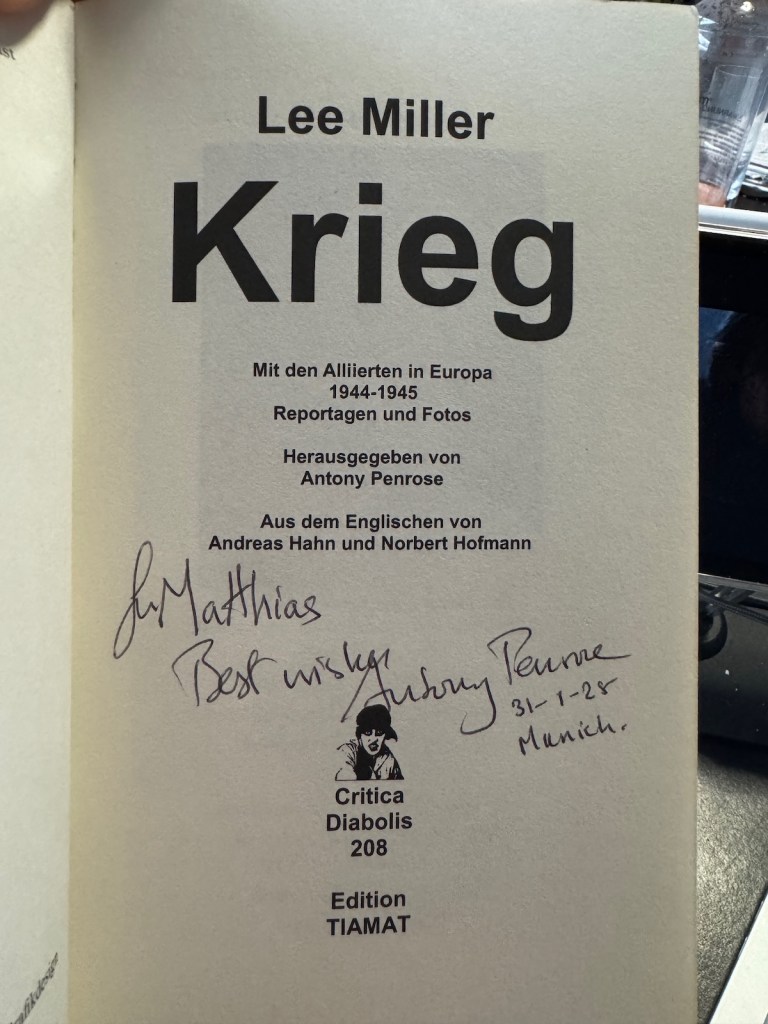 Lee Miller
Krieg
Mit den Alliierten in Europa
1944-1945
Reportagen und Fotos
Herausgegeben von
Antony Penrose
Aus dem Englischen von
Andreas Hahn und Norbert Hofmann
for Matthias
Best wishes Antony Penrose
31-1-25
Munich.
Critica
Diabolis
208
Edition
TIAMAT